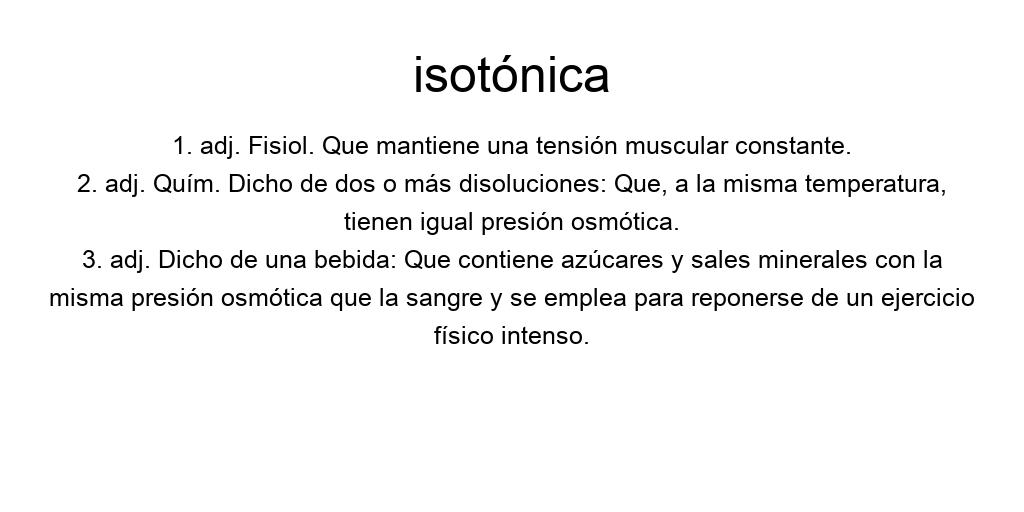 isotónica
1. adj. Fisiol. Que mantiene una tensión muscular constante.
2. adj. Quím. Dicho de dos o más disoluciones: Que, a la misma temperatura,
tienen igual presión osmótica.
3. adj. Dicho de una bebida: Que contiene azúcares y sales minerales con la
misma presión osmótica que la sangre y se emplea para reponerse de un ejercicio
físico intenso.